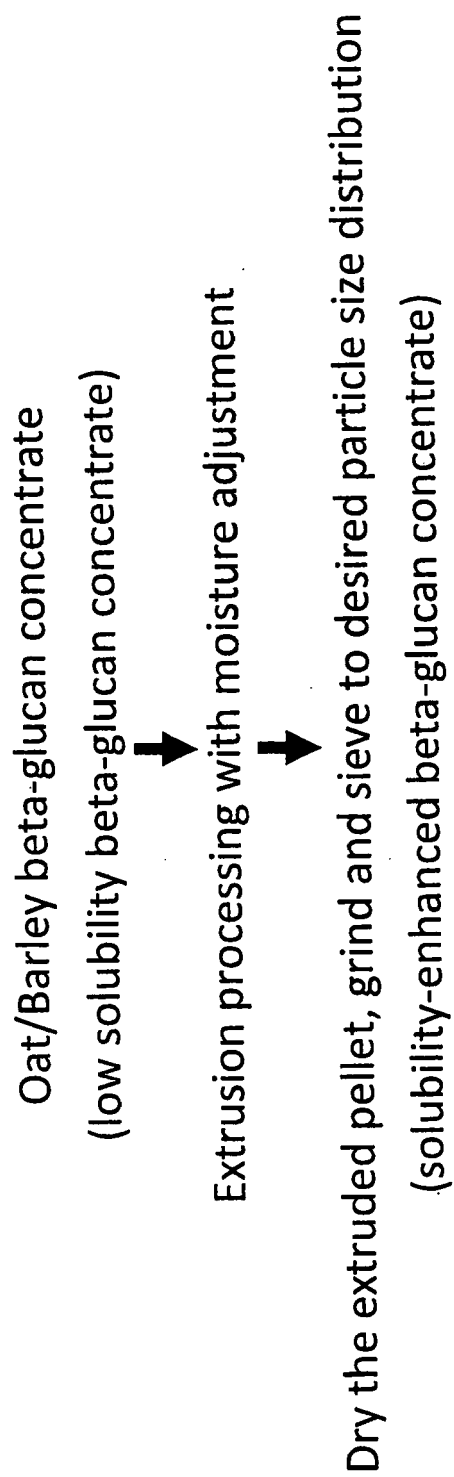 Oat/Barley beta-glucan concentrate
(low solubility beta-glucan concentrate)
Extrusion processing with moisture adjustment
Dry the extruded pellet, grind and sieve to desired particle size distribution
(solubility-enhanced beta-glucan concentrate)